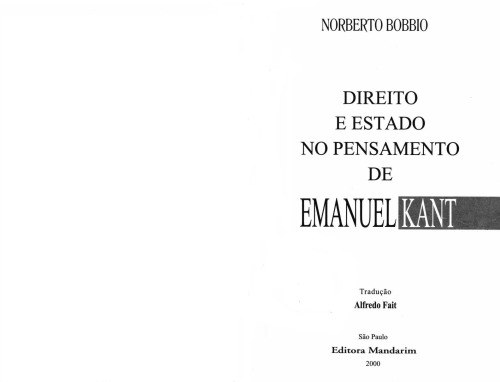 NORBERTO BOBBIO
DIREITO
E ESTADO
NO PENSAMENTO
DE
EMANUEL KANT
Tradução
Alfredo Fait
São Paulo
Editora Mandarim
2000